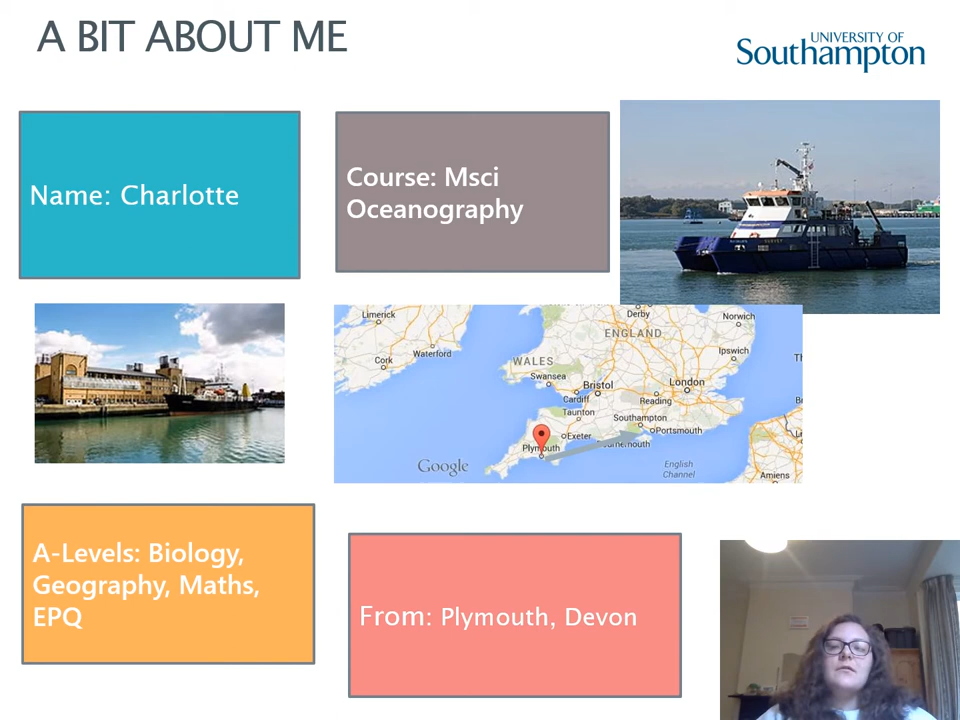 A BIT ABOUT ME
UNIVERSITY OF
Southampton
Name: Charlotte
Course: Msci
Oceanography
Limerick
Cork
Waterford
Derby
Norwich
ENGLAND
WALES
Ipswich
Swansea
Cardiff
Bristol
London
Reading
Taunton
Southampton
Portsmouth
Exeter
Plymouth
ournemouth
English
Channel
Google
Amiens
A-Levels: Biology,
Geography, Maths,
EPQ
From: Plymouth, Devon